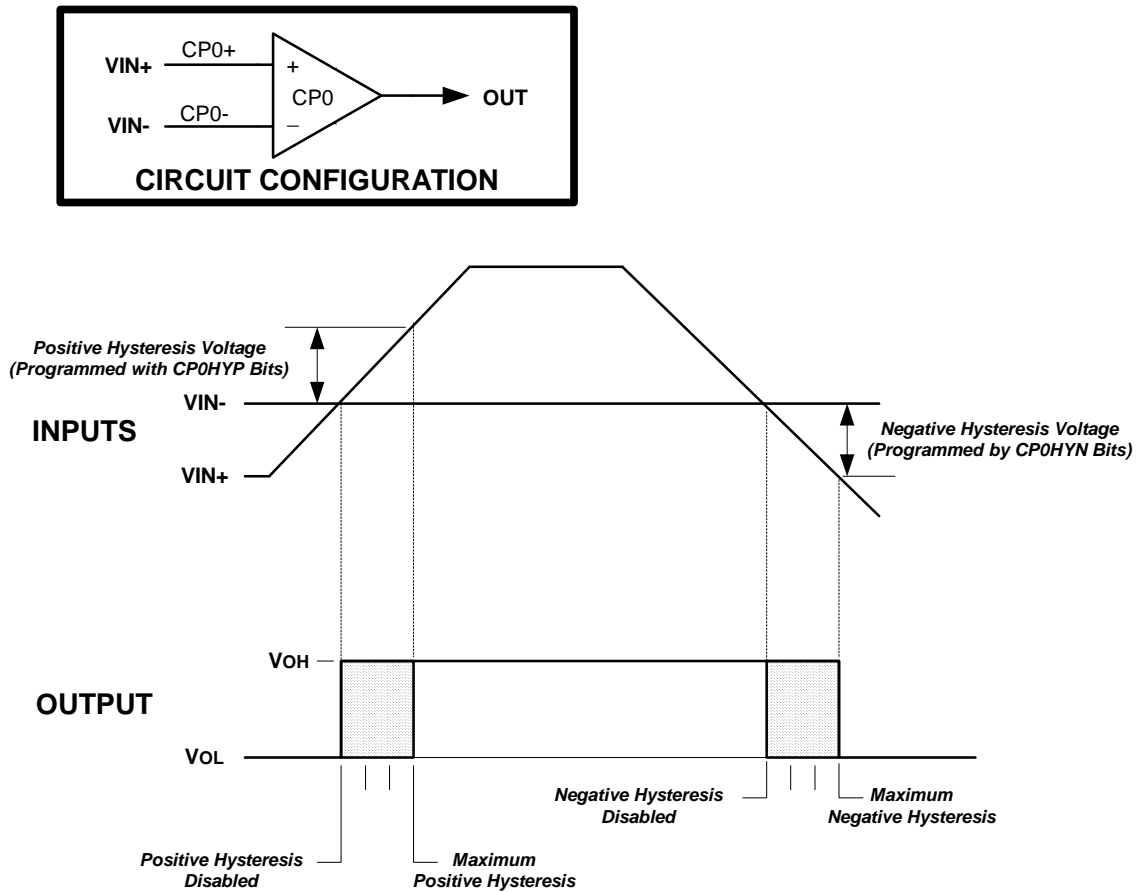 CP0+
VIN+
+
CP0
OUT
CP0-
VIN-
−
CIRCUIT CONFIGURATION
Positive Hysteresis Voltage
(Programmed with CP0HYP Bits)
VIN-
INPUTS
Negative Hysteresis Voltage
(Programmed by CP0HYN Bits)
VIN+
VOH
OUTPUT
VOL
Negative Hysteresis
Disabled
Maximum
Negative Hysteresis
Positive Hysteresis
Disabled
Maximum
Positive Hysteresis